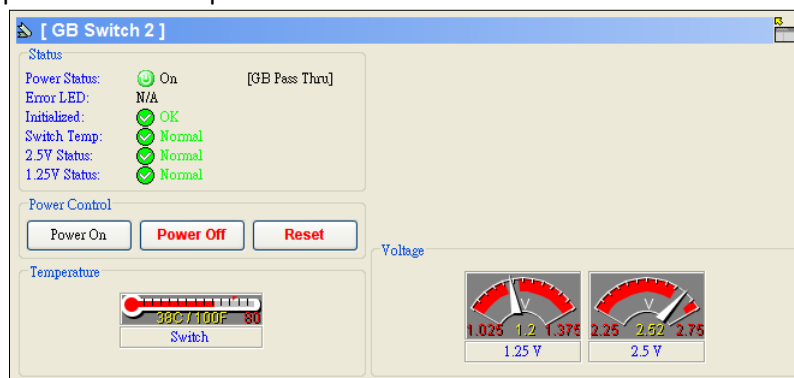 [ GB Switch 2 ]
Status
Power Status: On [GB Pass Thru]
Error LED: N/A
Initialized: OK
Switch Temp: Normal
2.5V Status: Normal
1.25V Status: Normal
Power Control
Power On Power Off Reset
Temperature
38C / 100F 80
Switch
Voltage
V V
1.025 1.2 1.375 2.25 2.52 2.75
1.25 V 2.5 V